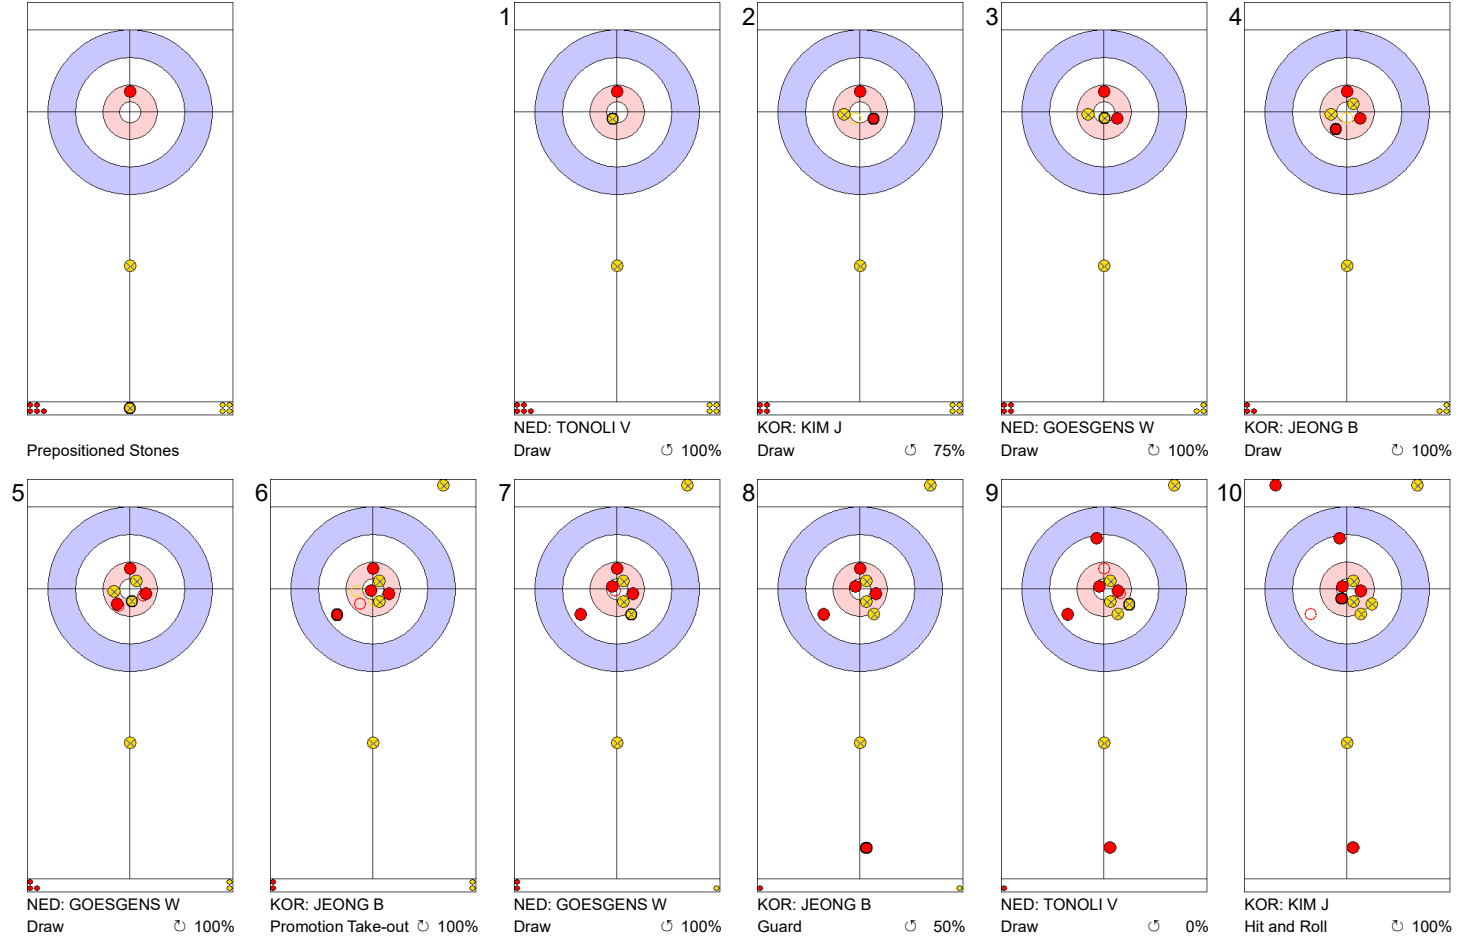 1 2 3 4
NED: TONOLI V KOR: KIM J NED: GOESGENS W KOR: JEONG B
Prepositioned Stones Draw ↺ 100% Draw ↺ 75% Draw ↻ 100% Draw ↻ 100%
5 6 7 8 9 10
NED: GOESGENS W KOR: JEONG B NED: GOESGENS W KOR: JEONG B NED: TONOLI V KOR: KIM J
Draw ↻ 100% Promotion Take-out ↻ 100% Draw ↺ 100% Guard ↺ 50% Draw ↺ 0% Hit and Roll ↻ 100%